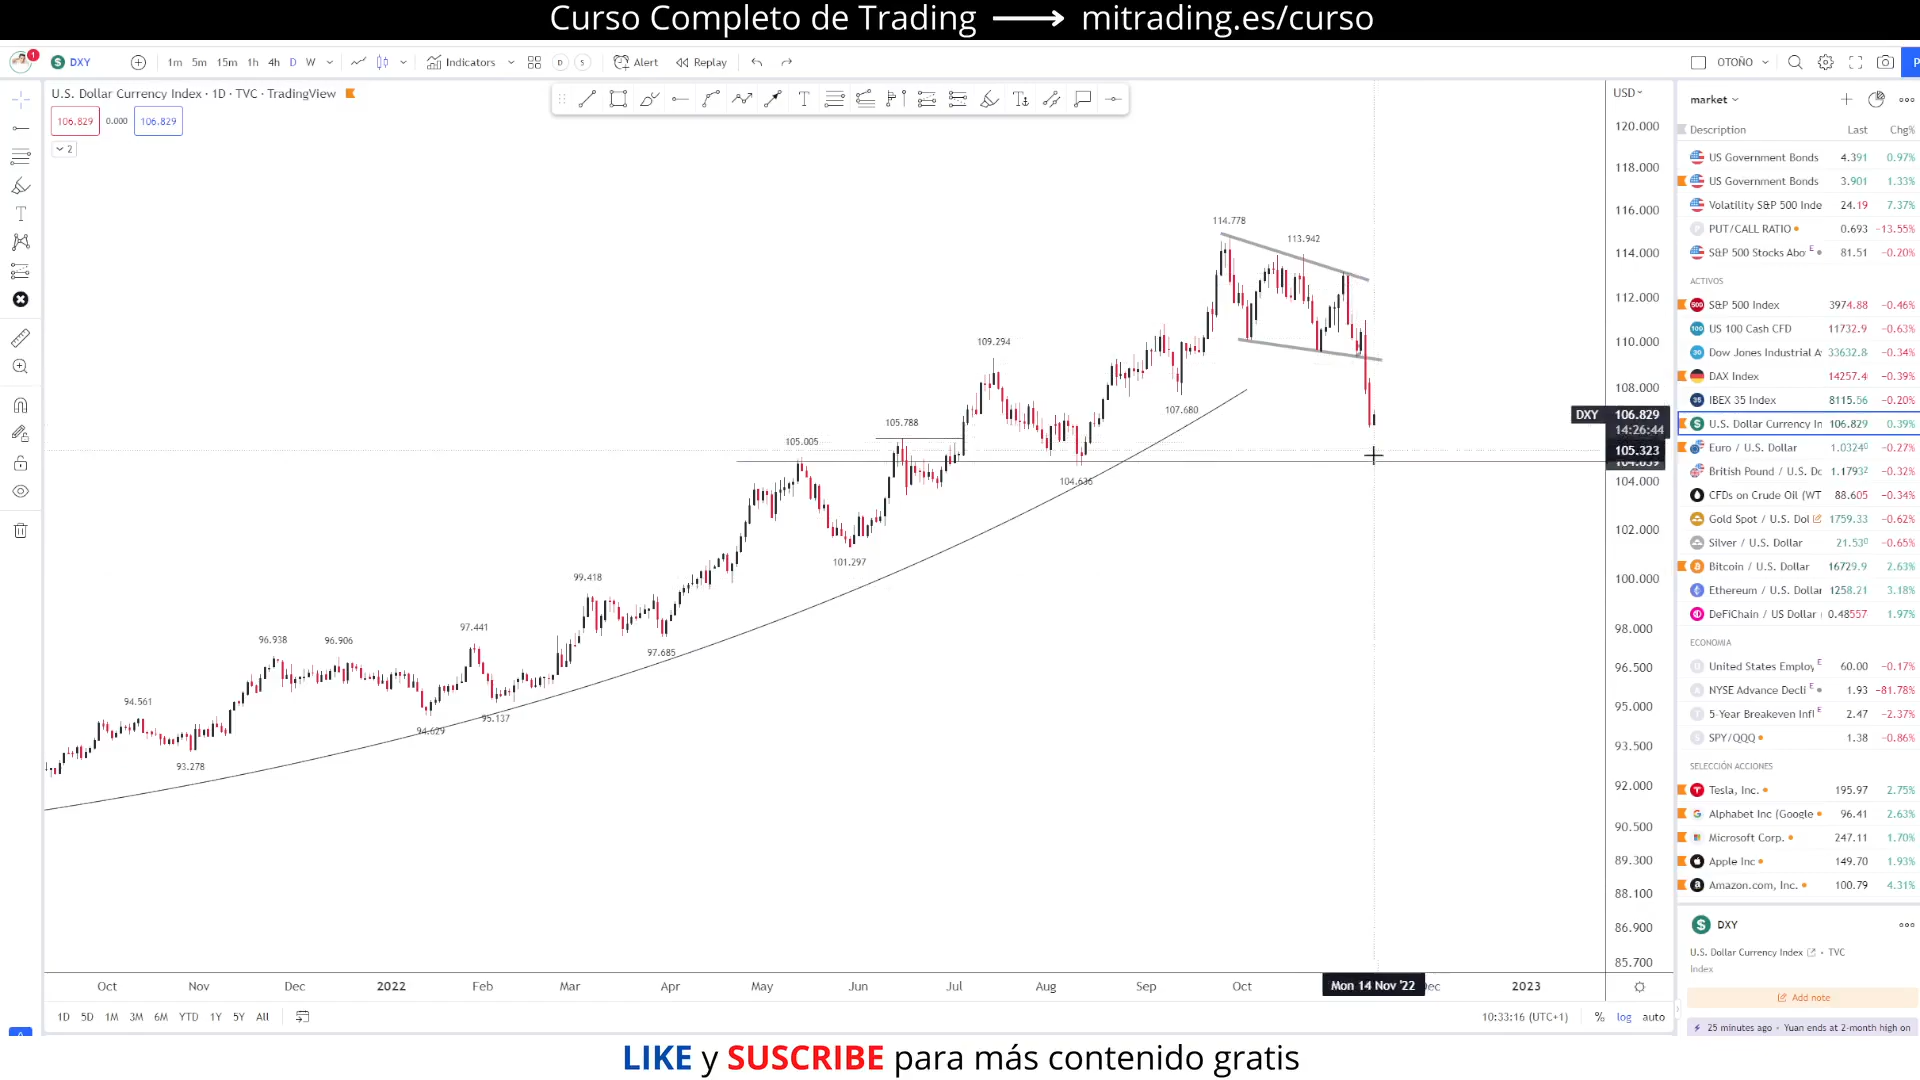 Curso Completo de Trading ⟶ mitrading.es/curso
1
DXY
1m 5m 15m 1h 4h D W
Indicators
Alert
Replay
OTOÑO
U.S. Dollar Currency Index · 1D · TVC · TradingView
106.829 0.000 106.829
2
USD
120.000
118.000
116.000
114.000
112.000
110.000
108.000
DXY 106.829
14:26:44
105.323
104.000
102.000
100.000
98.000
96.500
95.000
93.500
92.000
90.500
89.300
88.100
86.900
85.700
114.778
113.942
109.294
107.680
105.788
105.005
104.636
101.297
99.418
97.441
97.685
96.938
96.906
95.137
94.629
94.561
93.278
Oct Nov Dec 2022 Feb Mar Apr May Jun Jul Aug Sep Oct Mon 14 Nov '22 2023
1D 5D 1M 3M 6M YTD 1Y 5Y All
10:33:16 (UTC+1) % log auto
market
Description Last Chg%
US Government Bonds 4.391 0.97%
US Government Bonds 3.901 1.33%
Volatility S&P 500 Inde 24.19 7.37%
PUT/CALL RATIO 0.693 −13.55%
S&P 500 Stocks Abo E 81.51 −0.20%
ACTIVOS
S&P 500 Index 3974.88 −0.46%
US 100 Cash CFD 11732.9 −0.63%
Dow Jones Industrial A 33632.8 −0.34%
DAX Index 14257.4 −0.39%
IBEX 35 Index 8115.56 −0.20%
U.S. Dollar Currency In 106.829 0.39%
Euro / U.S. Dollar 1.0324 −0.27%
British Pound / U.S. Do 1.1793 −0.32%
CFDs on Crude Oil (WT 88.605 −0.34%
Gold Spot / U.S. Dol 1759.33 −0.62%
Silver / U.S. Dollar 21.530 −0.65%
Bitcoin / U.S. Dollar 16729.9 2.63%
Ethereum / U.S. Dollar 1258.21 3.18%
DeFiChain / US Dollar 0.48557 1.97%
ECONOMIA
United States Employ E 60.00 −0.17%
NYSE Advance Decli E 1.93 −81.78%
5-Year Breakeven Infl E 2.47 −2.37%
SPY/QQQ 1.38 −0.86%
SELECCIÓN ACCIONES
Tesla, Inc. 195.97 2.75%
Alphabet Inc (Google 96.41 2.63%
Microsoft Corp. 247.11 1.70%
Apple Inc 149.70 1.93%
Amazon.com, Inc. 100.79 4.31%
DXY
U.S. Dollar Currency Index · TVC
Index
Add note
25 minutes ago · Yuan ends at 2-month high on
LIKE y SUSCRIBE para más contenido gratis